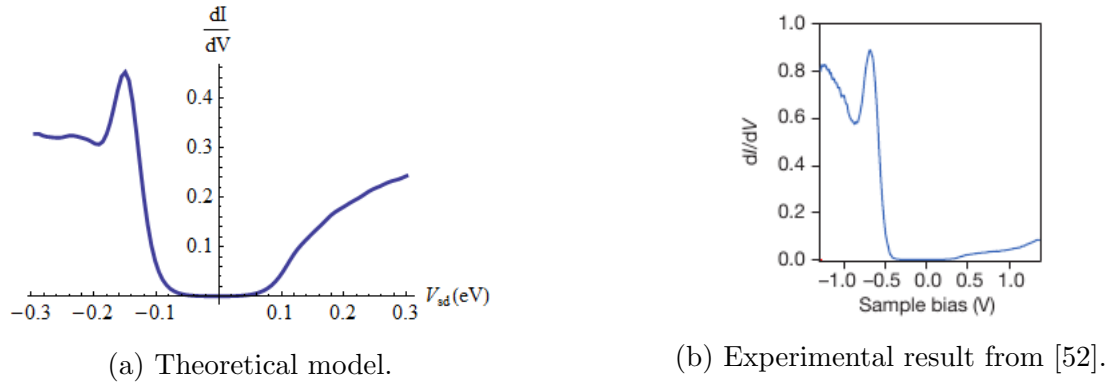 dI
dV
0.4
0.3
0.2
0.1
−0.3 −0.2 −0.1 0.1 0.2 0.3
V_sd (eV)
(a) Theoretical model.
1.0
0.8
0.6
0.4
0.2
0.0
dI/dV
−1.0 −0.5 0.0 0.5 1.0
Sample bias (V)
(b) Experimental result from [52].